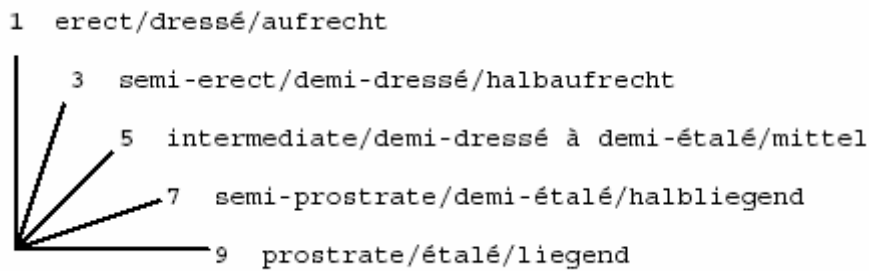 1 erect/dressé/aufrecht
3 semi-erect/demi-dressé/halbaufrecht
5 intermediate/demi-dressé à demi-étalé/mittel
7 semi-prostrate/demi-étalé/halbliegend
9 prostrate/étalé/liegend